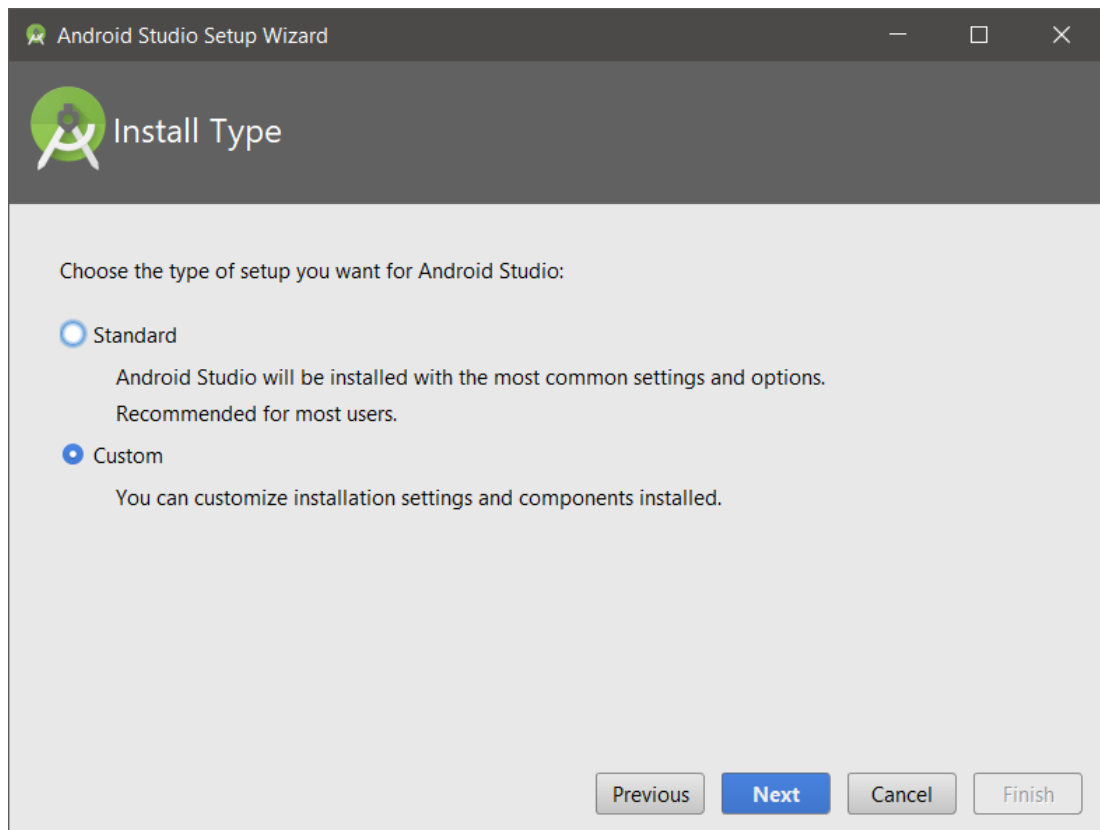 Android Studio Setup Wizard
Install Type
Choose the type of setup you want for Android Studio:
Standard
Android Studio will be installed with the most common settings and options.
Recommended for most users.
Custom
You can customize installation settings and components installed.
Previous Next Cancel Finish